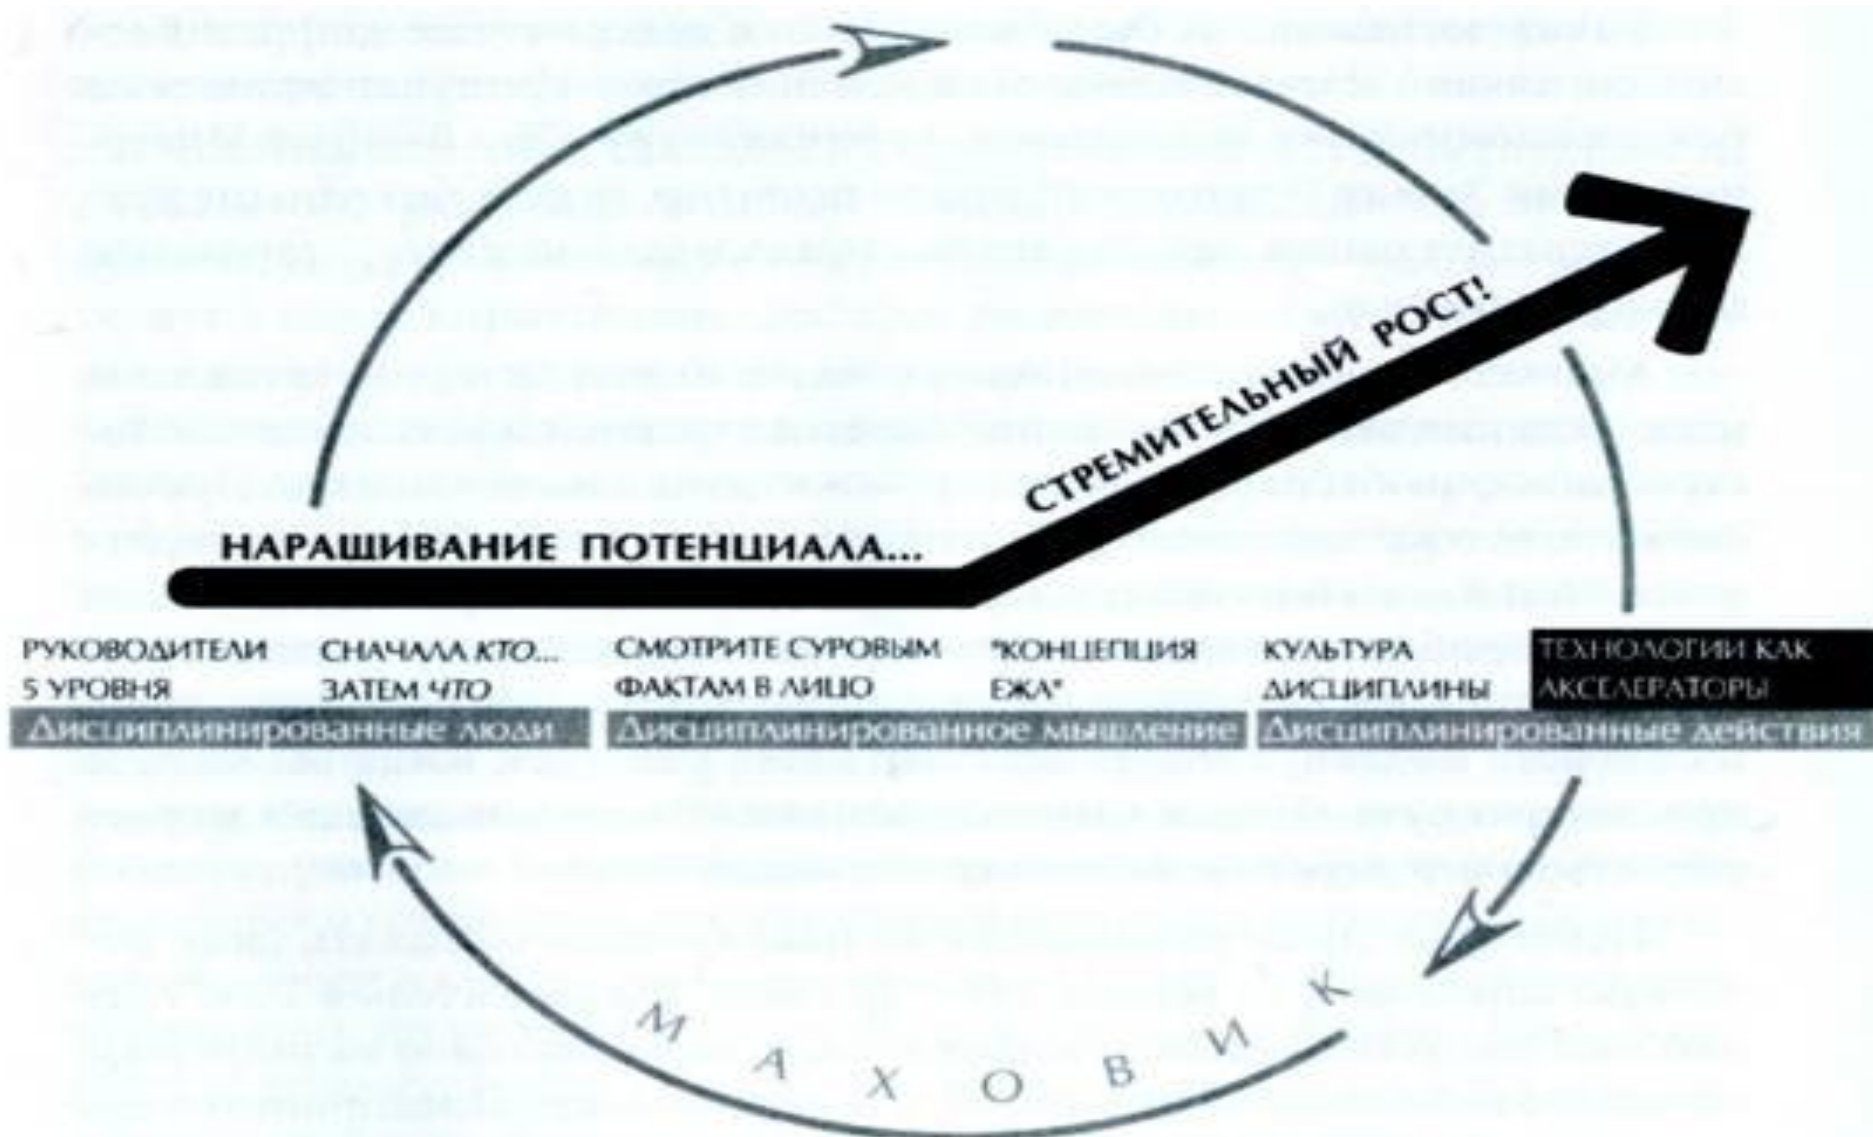 СТРЕМИТЕЛЬНЫЙ РОСТ!
НАРАЩИВАНИЕ ПОТЕНЦИАЛА...
РУКОВОДИТЕЛИ
5 УРОВНЯ
СНАЧАЛА КТО...
ЗАТЕМ ЧТО
СМОТРИТЕ СУРОВЫМ
ФАКТАМ В ЛИЦО
"КОНЦЕПЦИЯ
ЕЖА"
КУЛЬТУРА
ДИСЦИПЛИНЫ
ТЕХНОЛОГИИ КАК
АКСЕЛЕРАТОРЫ
Дисциплинированные люди
Дисциплинированное мышление
Дисциплинированные действия
МАХОВИК